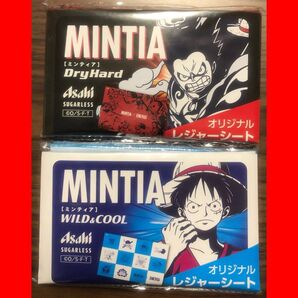 MINTIA
[ミンティア]
DryHard
Asahi
SUGARLESS
©O/S·F·T
オリジナル
レジャーシート
MINTIA
[ミンティア]
WILD&COOL
Asahi
SUGARLESS
©O/S·F·T
オリジナル
レジャーシート